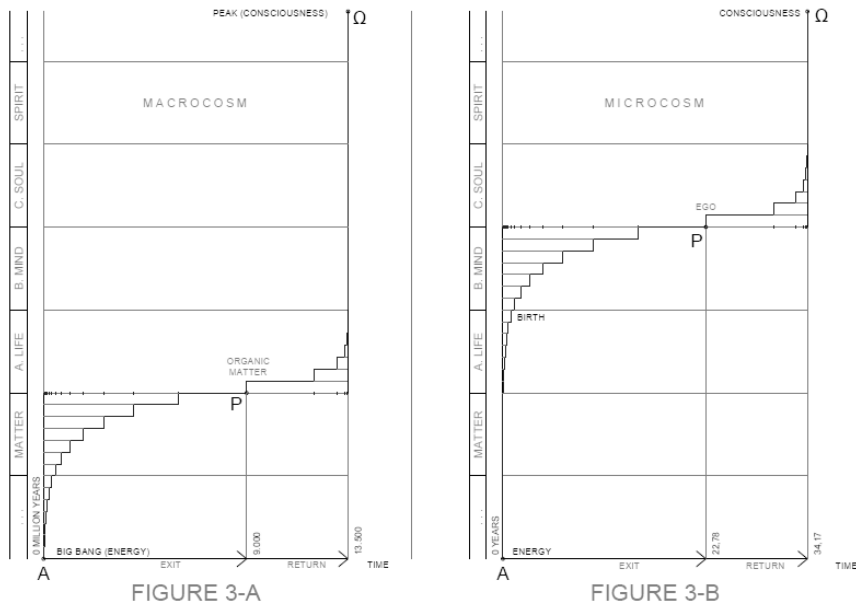 PEAK (CONSCIOUSNESS)
Ω
. . .
SPIRIT
C. SOUL
B. MIND
A. LIFE
MATTER
. . .
MACROCOSM
ORGANIC
MATTER
P
0 MILLION YEARS
BIG BANG (ENERGY)
9.000
13.500
A
EXIT
RETURN
TIME
FIGURE 3-A
CONSCIOUSNESS
Ω
. . .
SPIRIT
C. SOUL
B. MIND
A. LIFE
MATTER
. . .
MICROCOSM
EGO
P
BIRTH
0 YEARS
ENERGY
22,78
34,17
A
EXIT
RETURN
TIME
FIGURE 3-B